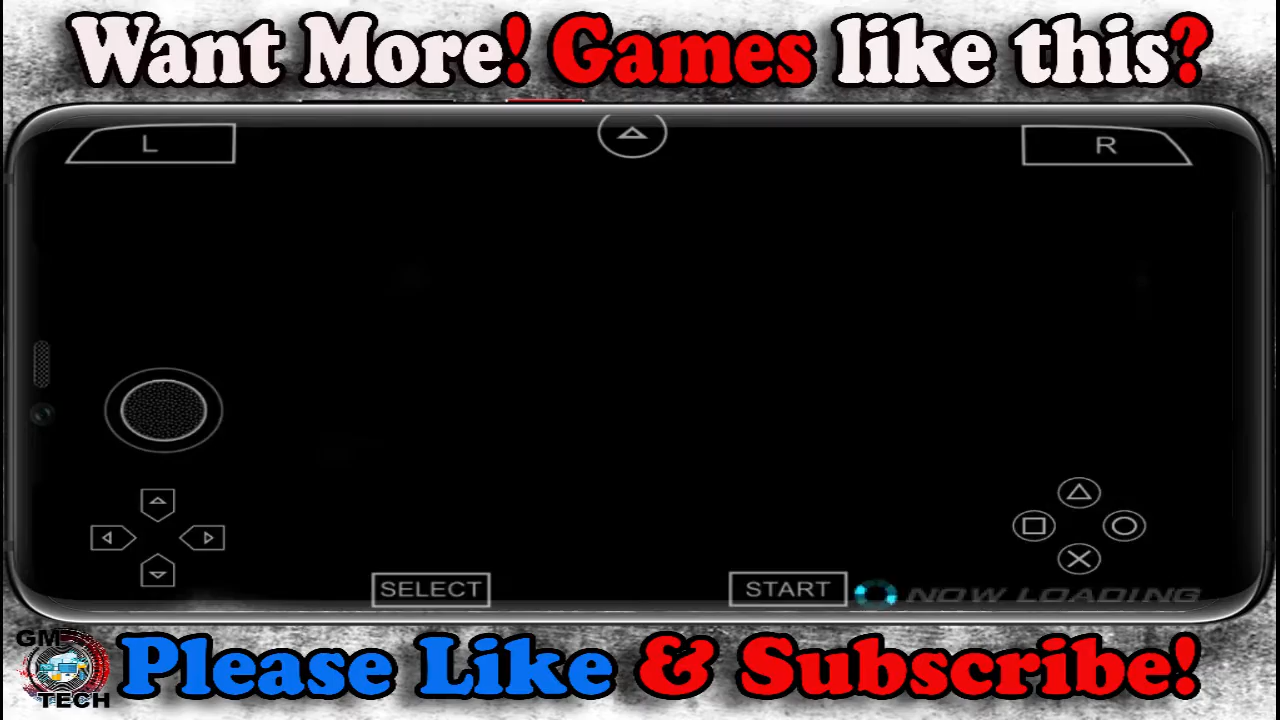 Want More! Games like this?
L
R
SELECT
START
NOW LOADING
GM
TECH
Please Like & Subscribe!